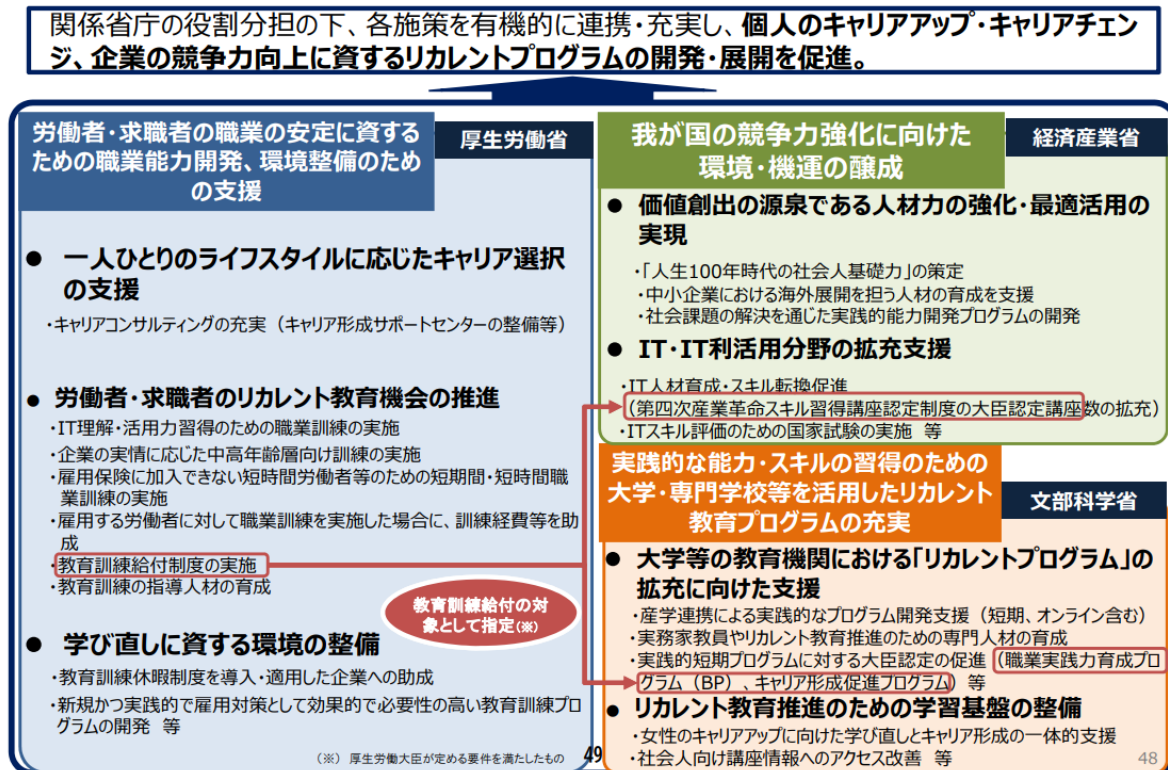 関係省庁の役割分担の下、各施策を有機的に連携・充実し、個人のキャリアアップ・キャリアチェン
ジ、企業の競争力向上に資するリカレントプログラムの開発・展開を促進。
労働者・求職者の職業の安定に資する
ための職業能力開発、環境整備のため
の支援
厚生労働省
● 一人ひとりのライフスタイルに応じたキャリア選択
の支援
・キャリアコンサルティングの充実（キャリア形成サポートセンターの整備等）
● 労働者・求職者のリカレント教育機会の推進
・IT理解・活用力習得のための職業訓練の実施
・企業の実情に応じた中高年齢層向け訓練の実施
・雇用保険に加入できない短時間労働者等のための短期間・短時間職
業訓練の実施
・雇用する労働者に対して職業訓練を実施した場合に、訓練経費等を助
成
・教育訓練給付制度の実施
・教育訓練の指導人材の育成
教育訓練給付の対
象として指定(※)
● 学び直しに資する環境の整備
・教育訓練休暇制度を導入・適用した企業への助成
・新規かつ実践的で雇用対策として効果的で必要性の高い教育訓練プロ
グラムの開発 等
（※）厚生労働大臣が定める要件を満たしたもの
49
我が国の競争力強化に向けた
環境・機運の醸成
経済産業省
● 価値創出の源泉である人材力の強化・最適活用の
実現
・「人生100年時代の社会人基礎力」の策定
・中小企業における海外展開を担う人材の育成を支援
・社会課題の解決を通じた実践的能力開発プログラムの開発
● IT・IT利活用分野の拡充支援
・IT人材育成・スキル転換促進
（第四次産業革命スキル習得講座認定制度の大臣認定講座数の拡充）
・ITスキル評価のための国家試験の実施 等
実践的な能力・スキルの習得のための
大学・専門学校等を活用したリカレント
教育プログラムの充実
文部科学省
● 大学等の教育機関における「リカレントプログラム」の
拡充に向けた支援
・産学連携による実践的なプログラム開発支援（短期、オンライン含む）
・実務家教員やリカレント教育推進のための専門人材の育成
・実践的短期プログラムに対する大臣認定の促進（職業実践力育成プロ
グラム（BP）、キャリア形成促進プログラム）等
● リカレント教育推進のための学習基盤の整備
・女性のキャリアアップに向けた学び直しとキャリア形成の一体的支援
・社会人向け講座情報へのアクセス改善 等
48